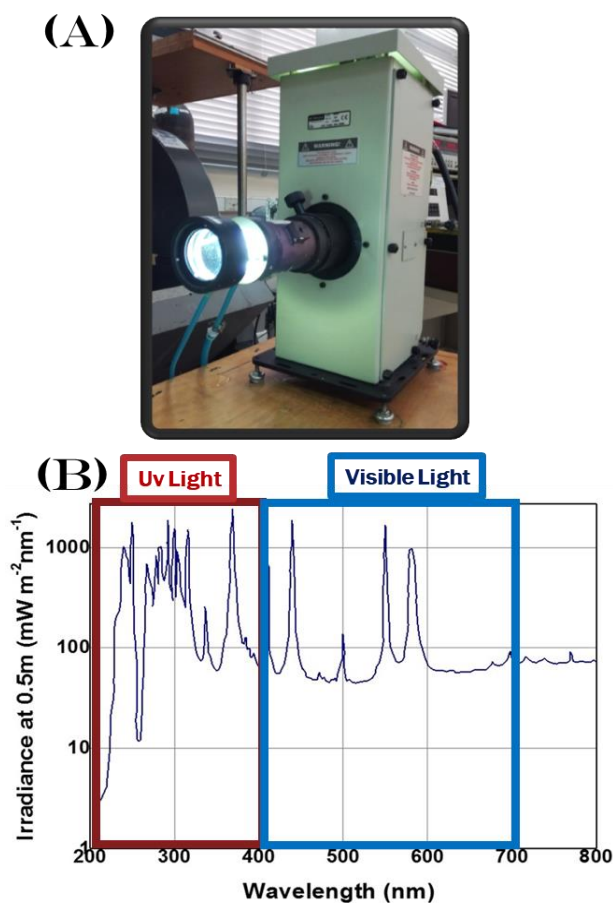 (A)
WARNING!
(B)
Uv Light
Visible Light
Irradiance at 0.5m (mW m⁻²nm⁻¹)
1000
100
10
1
200 300 400 500 600 700 800
Wavelength (nm)